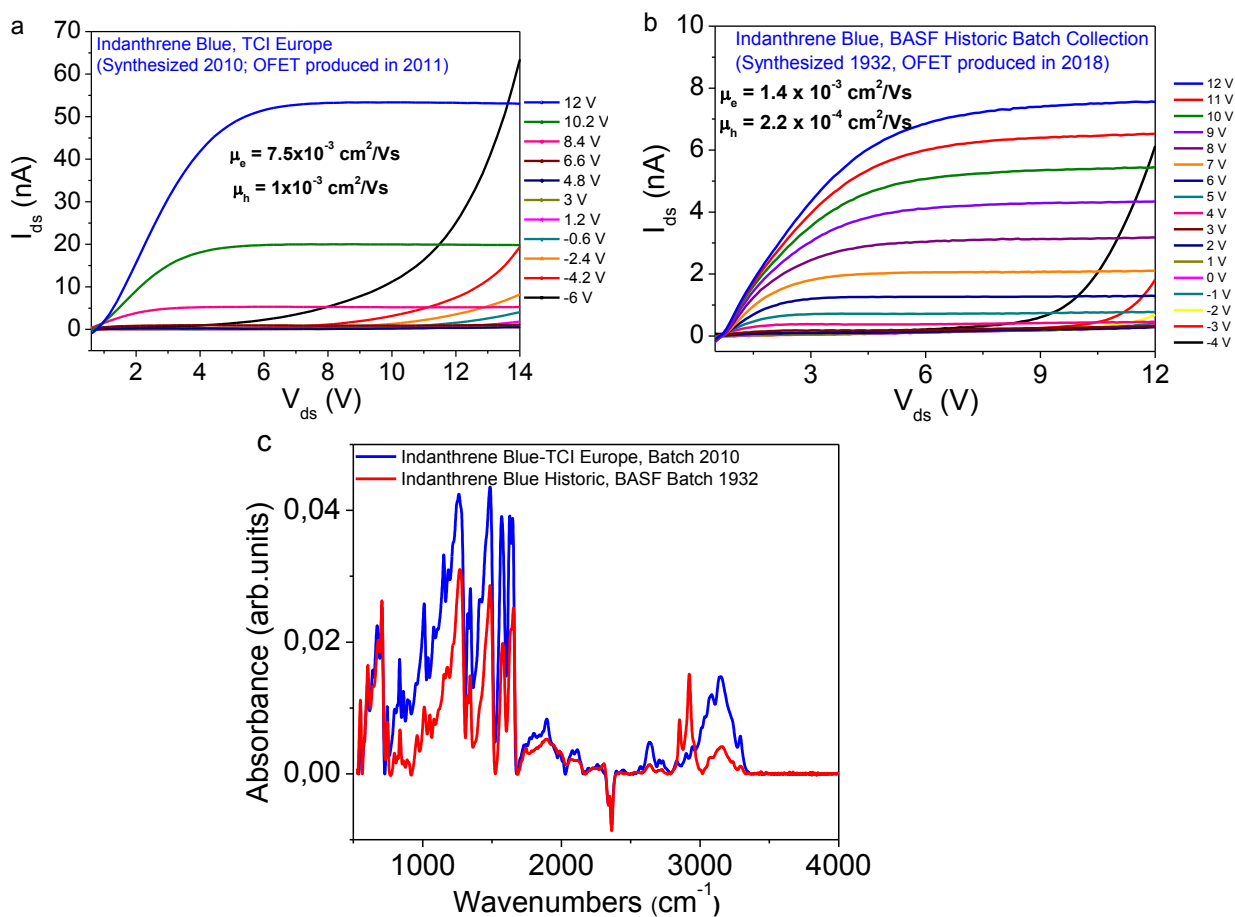 a
Indanthrene Blue, TCI Europe
(Synthesized 2010; OFET produced in 2011)
μe = 7.5x10-3 cm2/Vs
μh = 1x10-3 cm2/Vs
70
60
50
40
30
20
10
0
Ids (nA)
2 4 6 8 10 12 14
Vds (V)
12 V
10.2 V
8.4 V
6.6 V
4.8 V
3 V
1.2 V
-0.6 V
-2.4 V
-4.2 V
-6 V
b
Indanthrene Blue, BASF Historic Batch Collection
(Synthesized 1932, OFET produced in 2018)
μe = 1.4 x 10-3 cm2/Vs
μh = 2.2 x 10-4 cm2/Vs
10
8
6
4
2
0
Ids (nA)
3 6 9 12
Vds (V)
12 V
11 V
10 V
9 V
8 V
7 V
6 V
5 V
4 V
3 V
2 V
1 V
0 V
-1 V
-2 V
-3 V
-4 V
c
Indanthrene Blue-TCI Europe, Batch 2010
Indanthrene Blue Historic, BASF Batch 1932
0,04
0,02
0,00
Absorbance (arb.units)
1000 2000 3000 4000
Wavenumbers (cm-1)